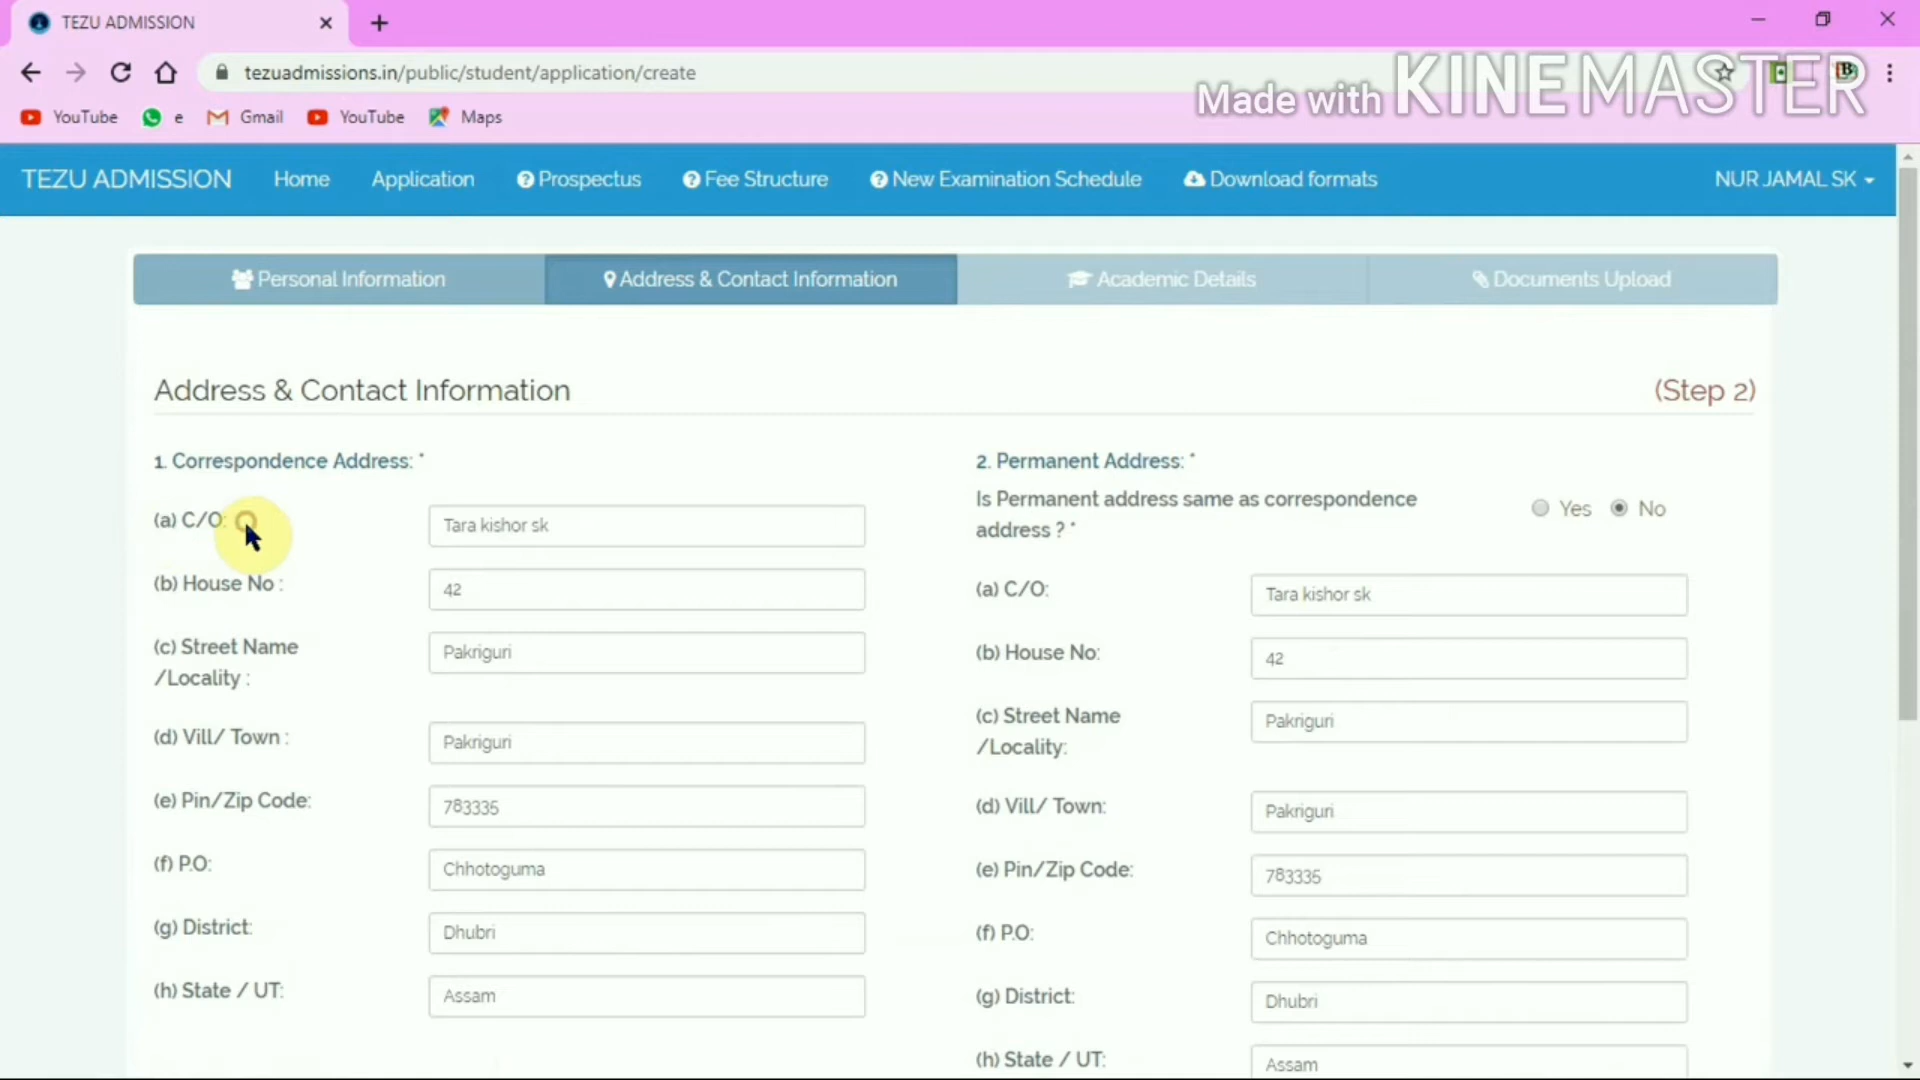 TEZU ADMISSION
tezuadmissions.in/public/student/application/create
Made with KINEMASTER
YouTube e Gmail YouTube Maps
TEZU ADMISSION Home Application Prospectus Fee Structure New Examination Schedule Download formats NUR JAMAL SK
Personal Information Address & Contact Information Academic Details Documents Upload
Address & Contact Information (Step 2)
1. Correspondence Address: *
(a) C/O: Tara kishor sk
(b) House No : 42
(c) Street Name
/Locality : Pakriguri
(d) Vill/ Town : Pakriguri
(e) Pin/Zip Code: 783335
(f) P.O: Chhotoguma
(g) District: Dhubri
(h) State / UT: Assam
2. Permanent Address: *
Is Permanent address same as correspondence
address ? * Yes No
(a) C/O: Tara kishor sk
(b) House No: 42
(c) Street Name
/Locality: Pakriguri
(d) Vill/ Town: Pakriguri
(e) Pin/Zip Code: 783335
(f) P.O: Chhotoguma
(g) District: Dhubri
(h) State / UT: Assam